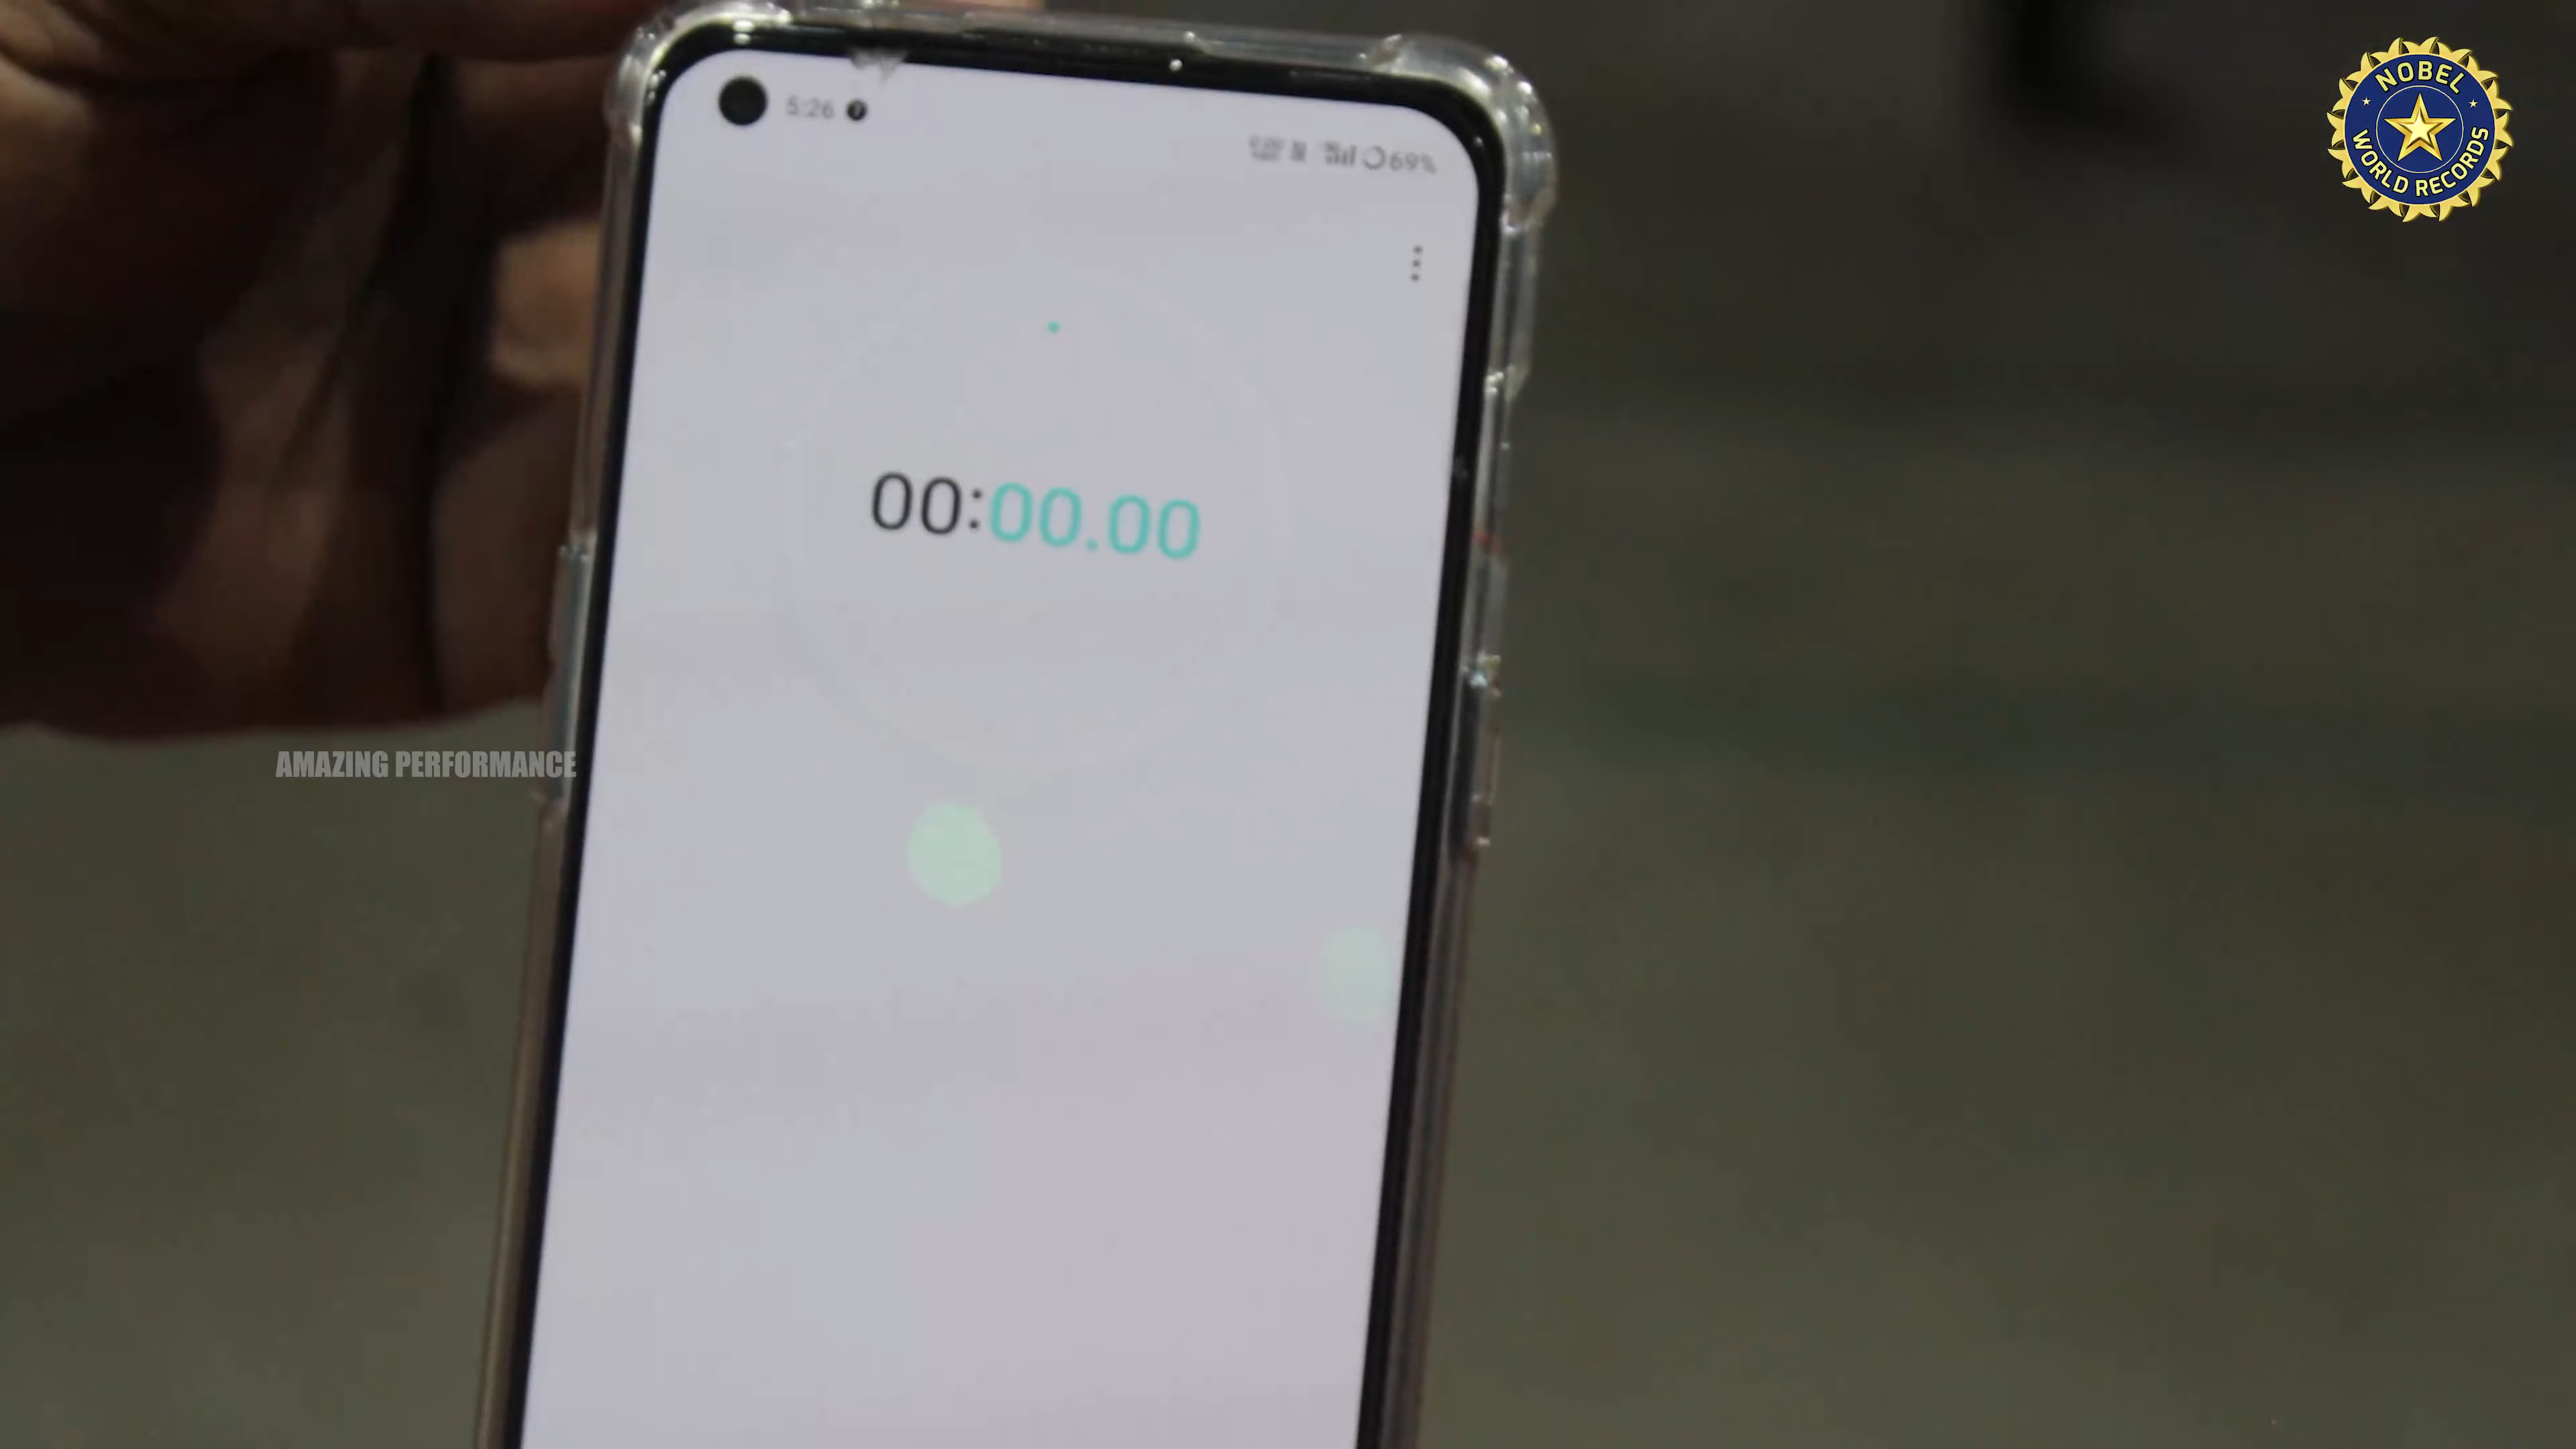 5:26
69%
00:00.00
AMAZING PERFORMANCE
NOBEL
WORLD RECORDS